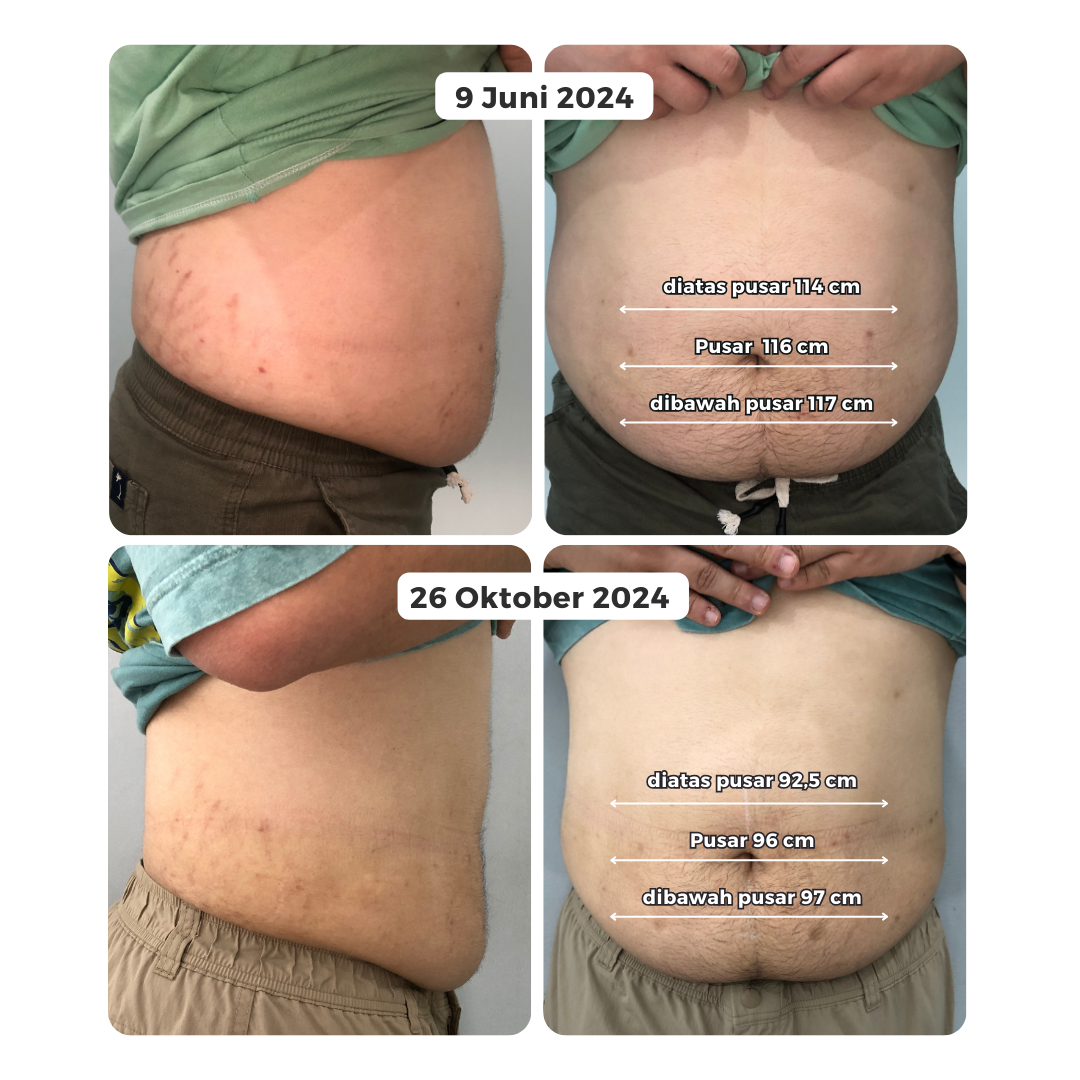 9 Juni 2024
diatas pusar 114 cm
Pusar 116 cm
dibawah pusar 117 cm
26 Oktober 2024
diatas pusar 92,5 cm
Pusar 96 cm
dibawah pusar 97 cm